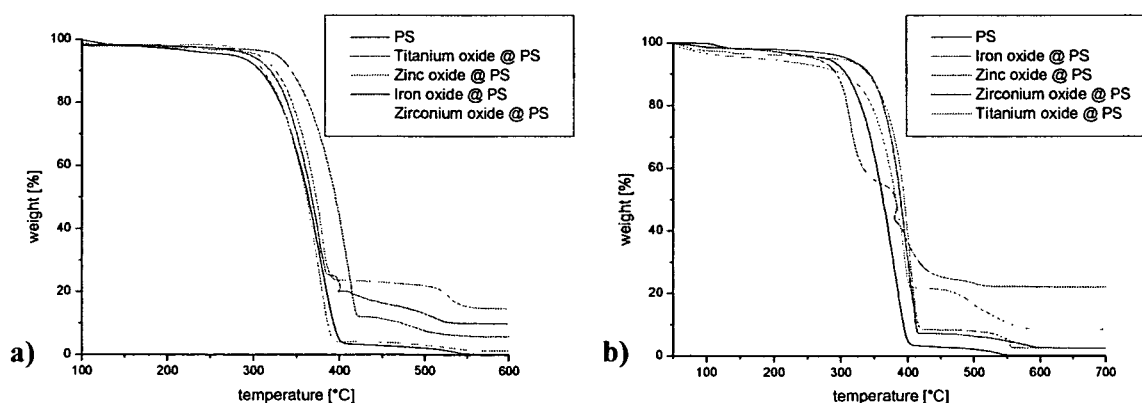 PS
Titanium oxide @ PS
Zinc oxide @ PS
Iron oxide @ PS
Zirconium oxide @ PS
100
80
60
40
20
0
weight [%]
100
200
300
400
500
600
temperature [°C]
a)
PS
Iron oxide @ PS
Zinc oxide @ PS
Zirconium oxide @ PS
Titanium oxide @ PS
100
80
60
40
20
0
weight [%]
100
200
300
400
500
600
700
temperature [°C]
b)